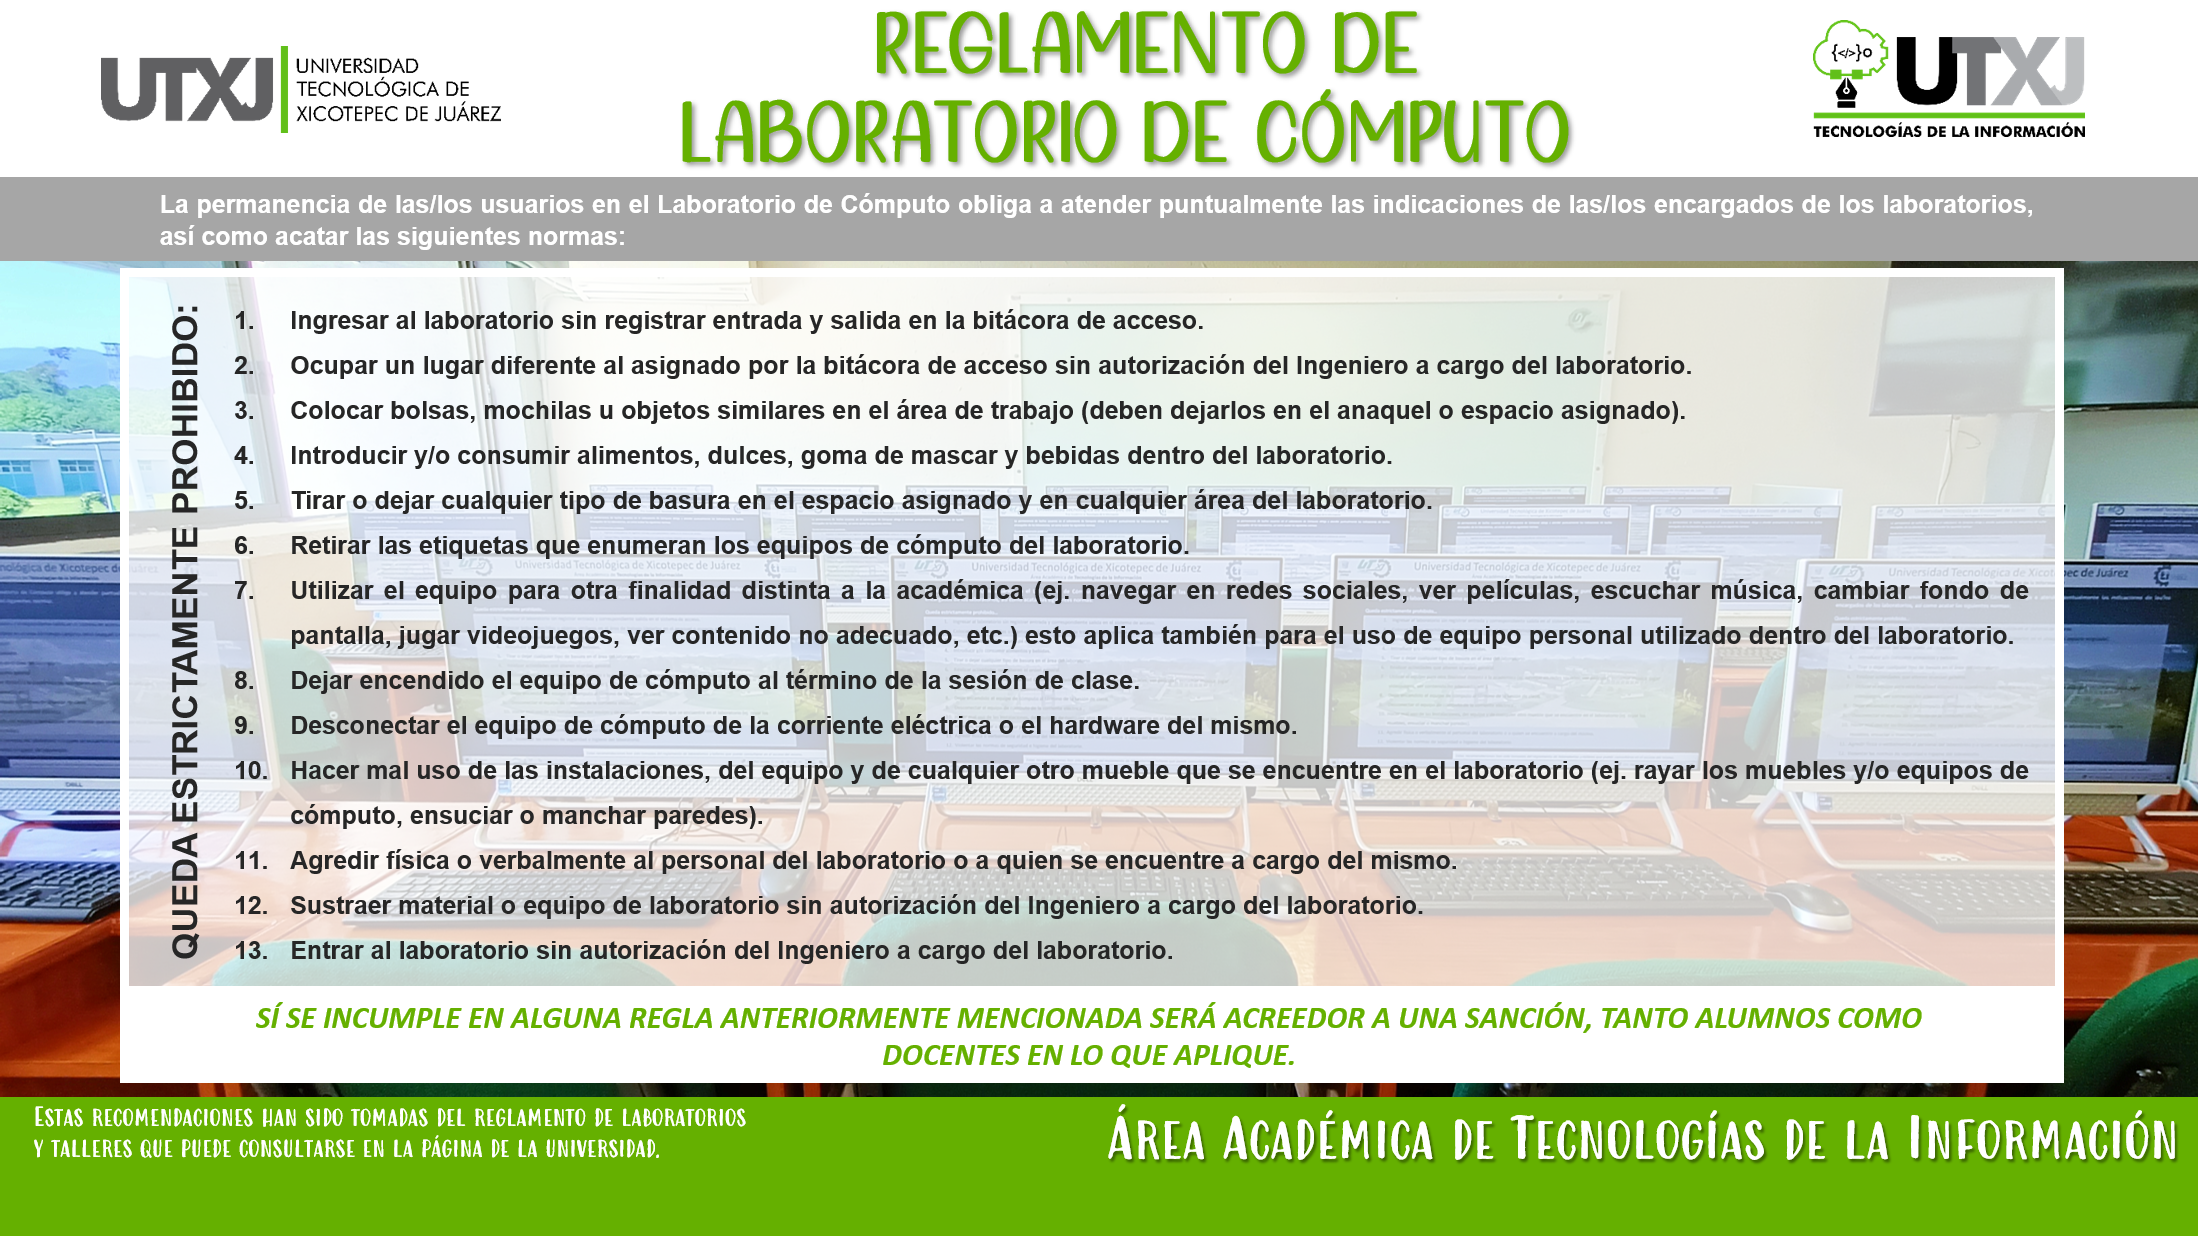 UTXJ
UNIVERSIDAD
TECNOLÓGICA DE
XICOTEPEC DE JUÁREZ
REGLAMENTO DE
LABORATORIO DE CÓMPUTO
{</>}
UTXJ
TECNOLOGÍAS DE LA INFORMACIÓN
La permanencia de las/los usuarios en el Laboratorio de Cómputo obliga a atender puntualmente las indicaciones de las/los encargados de los laboratorios,
así como acatar las siguientes normas:
QUEDA ESTRICTAMENTE PROHIBIDO:
1. Ingresar al laboratorio sin registrar entrada y salida en la bitácora de acceso.
2. Ocupar un lugar diferente al asignado por la bitácora de acceso sin autorización del Ingeniero a cargo del laboratorio.
3. Colocar bolsas, mochilas u objetos similares en el área de trabajo (deben dejarlos en el anaquel o espacio asignado).
4. Introducir y/o consumir alimentos, dulces, goma de mascar y bebidas dentro del laboratorio.
5. Tirar o dejar cualquier tipo de basura en el espacio asignado y en cualquier área del laboratorio.
6. Retirar las etiquetas que enumeran los equipos de cómputo del laboratorio.
7. Utilizar el equipo para otra finalidad distinta a la académica (ej. navegar en redes sociales, ver películas, escuchar música, cambiar fondo de
pantalla, jugar videojuegos, ver contenido no adecuado, etc.) esto aplica también para el uso de equipo personal utilizado dentro del laboratorio.
8. Dejar encendido el equipo de cómputo al término de la sesión de clase.
9. Desconectar el equipo de cómputo de la corriente eléctrica o el hardware del mismo.
10. Hacer mal uso de las instalaciones, del equipo y de cualquier otro mueble que se encuentre en el laboratorio (ej. rayar los muebles y/o equipos de
cómputo, ensuciar o manchar paredes).
11. Agredir física o verbalmente al personal del laboratorio o a quien se encuentre a cargo del mismo.
12. Sustraer material o equipo de laboratorio sin autorización del Ingeniero a cargo del laboratorio.
13. Entrar al laboratorio sin autorización del Ingeniero a cargo del laboratorio.
SÍ SE INCUMPLE EN ALGUNA REGLA ANTERIORMENTE MENCIONADA SERÁ ACREEDOR A UNA SANCIÓN, TANTO ALUMNOS COMO
DOCENTES EN LO QUE APLIQUE.
ESTAS RECOMENDACIONES HAN SIDO TOMADAS DEL REGLAMENTO DE LABORATORIOS
Y TALLERES QUE PUEDE CONSULTARSE EN LA PÁGINA DE LA UNIVERSIDAD.
ÁREA ACADÉMICA DE TECNOLOGÍAS DE LA INFORMACIÓN